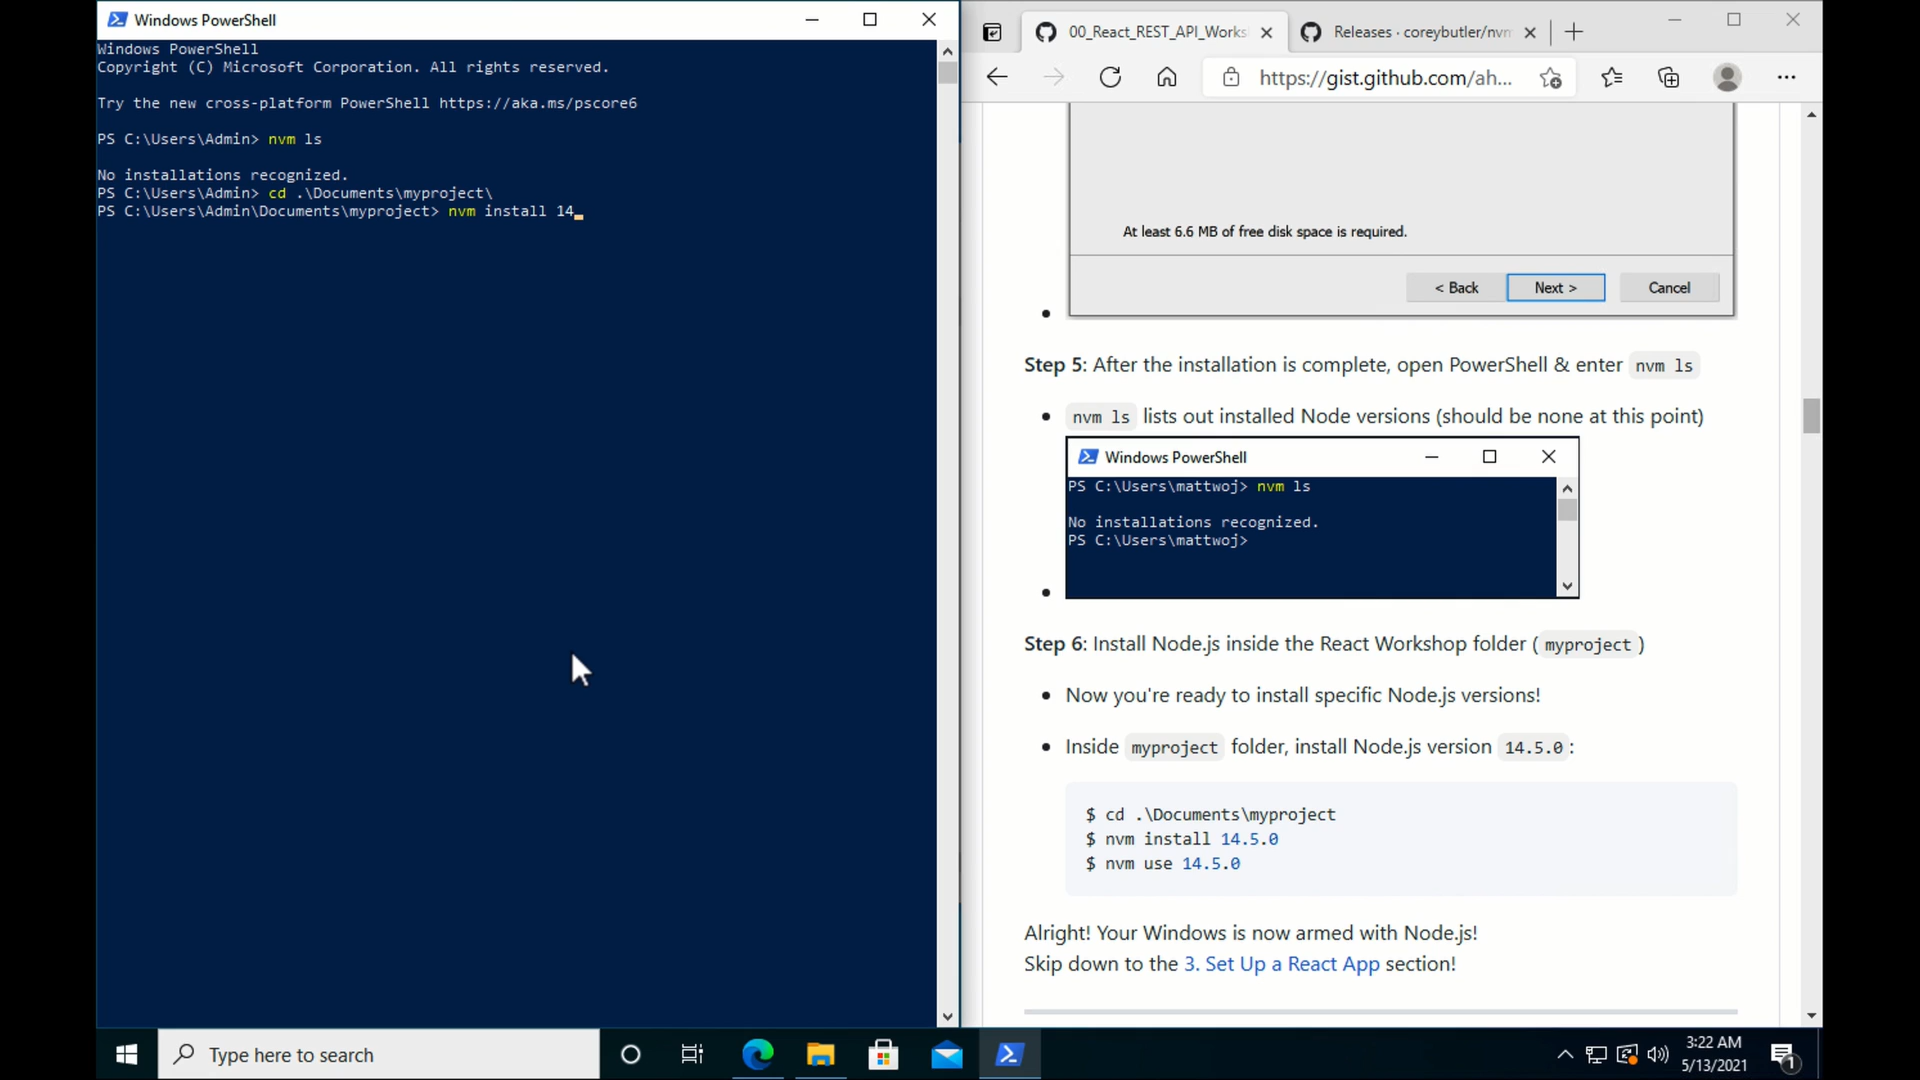 Windows PowerShell
Windows PowerShell
Copyright (C) Microsoft Corporation. All rights reserved.
Try the new cross-platform PowerShell https://aka.ms/pscore6
PS C:\Users\Admin> nvm ls
No installations recognized.
PS C:\Users\Admin> cd .\Documents\myproject\
PS C:\Users\Admin\Documents\myproject> nvm install 14_
00_React_REST_API_Works
Releases · coreybutler/nvm
https://gist.github.com/ah...
At least 6.6 MB of free disk space is required.
< Back
Next >
Cancel
Step 5: After the installation is complete, open PowerShell & enter nvm ls
nvm ls lists out installed Node versions (should be none at this point)
Windows PowerShell
PS C:\Users\mattwoj> nvm ls
No installations recognized.
PS C:\Users\mattwoj>
Step 6: Install Node.js inside the React Workshop folder ( myproject )
Now you're ready to install specific Node.js versions!
Inside myproject folder, install Node.js version 14.5.0 :
$ cd .\Documents\myproject
$ nvm install 14.5.0
$ nvm use 14.5.0
Alright! Your Windows is now armed with Node.js!
Skip down to the 3. Set Up a React App section!
Type here to search
3:22 AM
5/13/2021
1